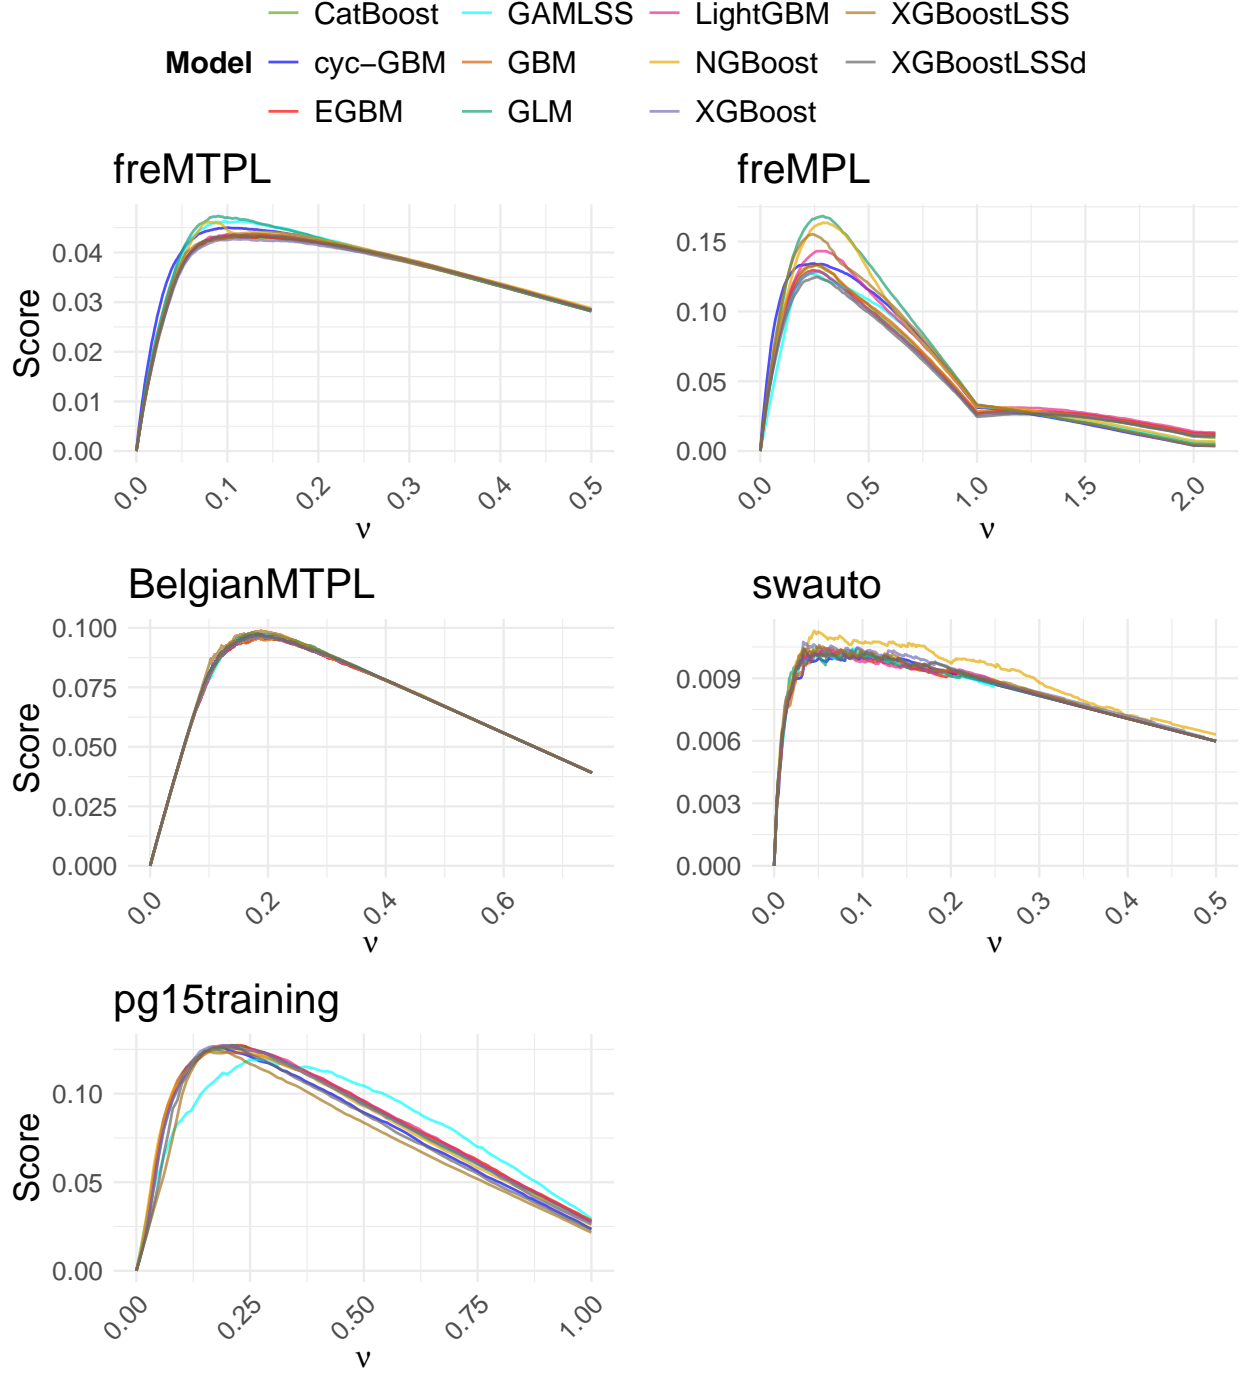 CatBoost GAMLSS LightGBM XGBoostLSS
Model cyc−GBM GBM NGBoost XGBoostLSSd
EGBM GLM XGBoost
freMTPL
Score
0.04
0.03
0.02
0.01
0.00
0.0 0.1 0.2 0.3 0.4 0.5
ν
freMPL
0.15
0.10
0.05
0.00
0.0 0.5 1.0 1.5 2.0
ν
BelgianMTPL
Score
0.100
0.075
0.050
0.025
0.000
0.0 0.2 0.4 0.6
ν
swauto
0.009
0.006
0.003
0.000
0.0 0.1 0.2 0.3 0.4 0.5
ν
pg15training
Score
0.10
0.05
0.00
0.00 0.25 0.50 0.75 1.00
ν